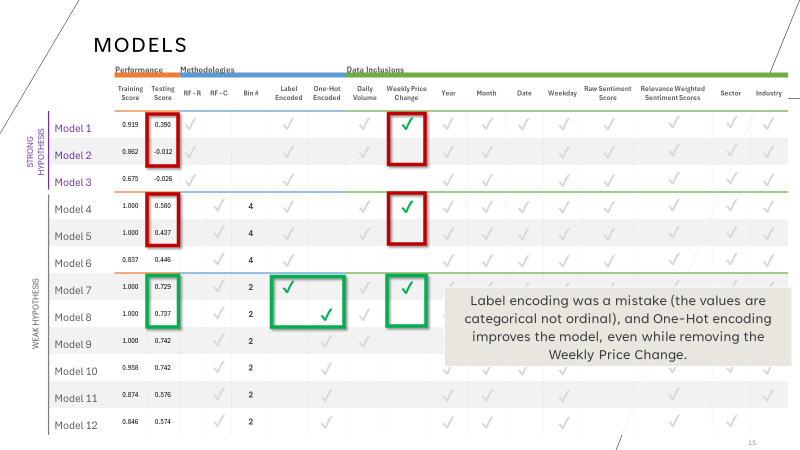 MODELS
Performance Methodologies Data Inclusions
Training Score Testing Score RF - R RF - C Bin # Label Encoded One-Hot Encoded Daily Volume Weekly Price Change Year Month Date Weekday Raw Sentiment Score Relevance Weighted Sentiment Scores Sector Industry
STRONG HYPOTHESIS
Model 1 0.919 0.390 ✓ ✓ ✓ ✓ ✓ ✓ ✓ ✓ ✓ ✓ ✓ ✓
Model 2 0.862 -0.012 ✓ ✓ ✓ ✓ ✓ ✓ ✓ ✓ ✓ ✓ ✓
Model 3 0.675 -0.026 ✓ ✓ ✓ ✓ ✓ ✓ ✓ ✓ ✓ ✓
WEAK HYPOTHESIS
Model 4 1.000 0.580 ✓ 4 ✓ ✓ ✓ ✓ ✓ ✓ ✓ ✓ ✓ ✓ ✓
Model 5 1.000 0.437 ✓ 4 ✓ ✓ ✓ ✓ ✓ ✓ ✓ ✓ ✓ ✓
Model 6 0.837 0.446 ✓ 4 ✓ ✓ ✓ ✓ ✓ ✓ ✓ ✓ ✓
Model 7 1.000 0.729 ✓ 2 ✓ ✓ ✓
Model 8 1.000 0.737 ✓ 2 ✓ ✓
Model 9 1.000 0.742 ✓ 2 ✓ ✓
Model 10 0.958 0.742 ✓ 2 ✓ ✓ ✓ ✓ ✓ ✓ ✓ ✓
Model 11 0.874 0.576 ✓ 2 ✓ ✓ ✓ ✓ ✓ ✓
Model 12 0.846 0.574 ✓ 2 ✓ ✓ ✓ ✓ ✓ ✓
Label encoding was a mistake (the values are
categorical not ordinal), and One-Hot encoding
improves the model, even while removing the
Weekly Price Change.
15